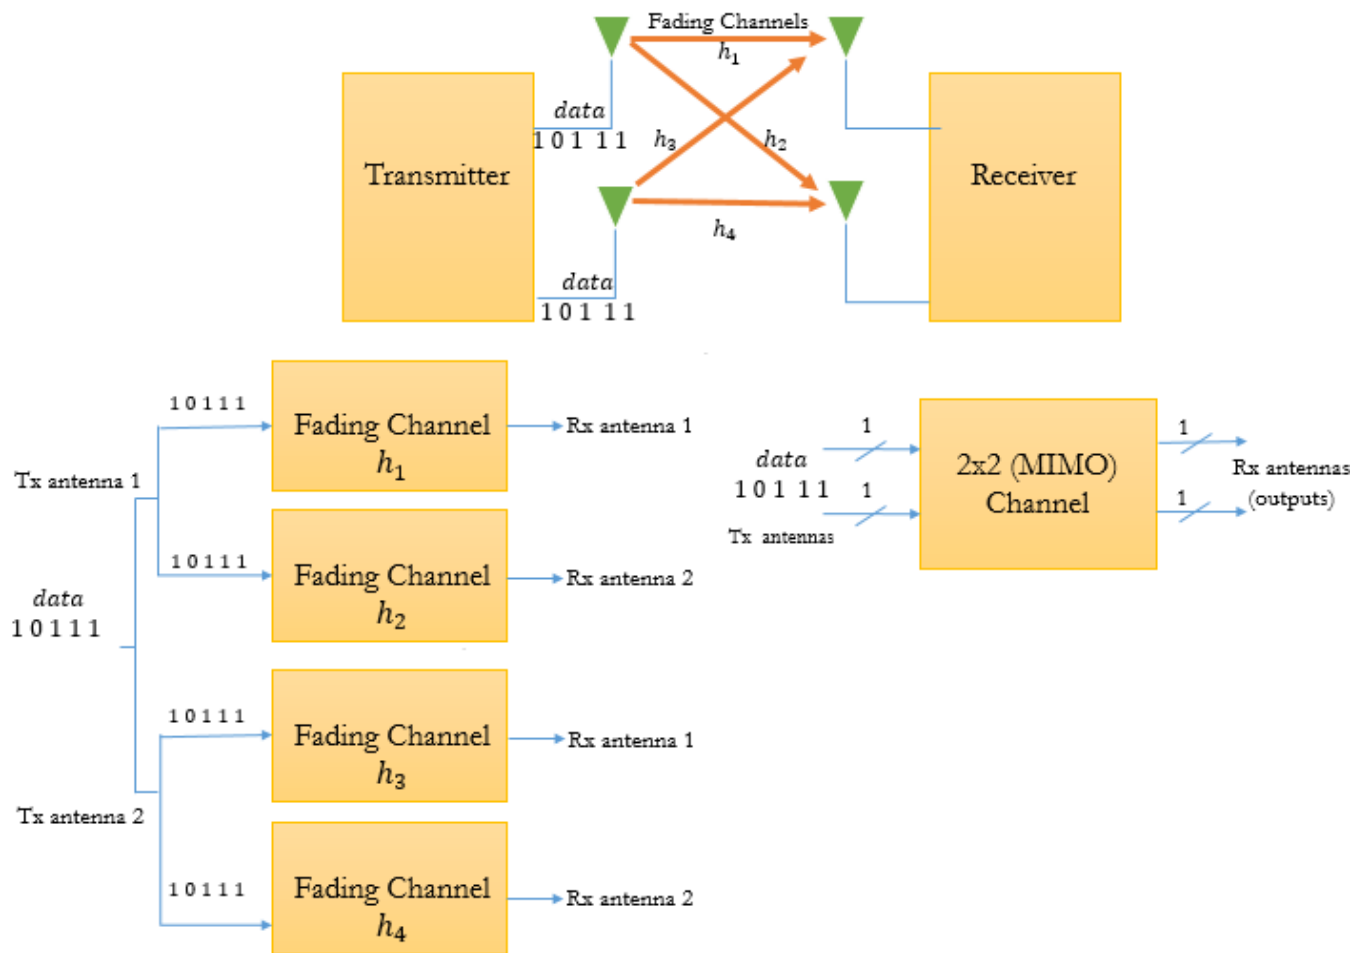 Fading Channels
h₁
data
1 0 1 1 1
h₃
h₂
Transmitter
Receiver
h₄
data
1 0 1 1 1
1 0 1 1 1
Fading Channel
h₁
Rx antenna 1
Tx antenna 1
1 0 1 1 1
Fading Channel
h₂
Rx antenna 2
data
1 0 1 1 1
1 0 1 1 1
Fading Channel
h₃
Rx antenna 1
Tx antenna 2
1 0 1 1 1
Fading Channel
h₄
Rx antenna 2
1
data
1 0 1 1 1
1
Tx antennas
2x2 (MIMO)
Channel
1
1
Rx antennas
(outputs)